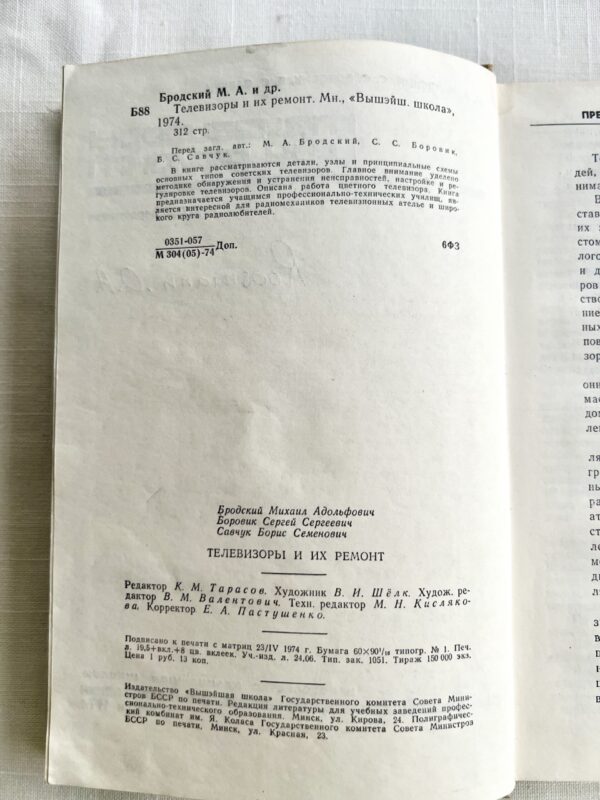 Бродский М. А. и др.
Б88 Телевизоры и их ремонт. Мн., «Вышэйш. школа»,
1974.
312 стр.
Перед загл. авт.: М. А. Бродский, С. С. Боровик,
Б. С. Савчук.
В книге рассматриваются детали, узлы и принципиальные схемы
основных типов советских телевизоров. Главное внимание уделено
методике обнаружения и устранения неисправностей, настройке и ре-
гулировке телевизоров. Описана работа цветного телевизора. Книга
предназначается учащимся профессионально-технических училищ, яв-
ляется интересной для радиомехаников телевизионных ателье и широ-
кого круга радиолюбителей.
0351-057
М 304(05)-74 Доп. 6Ф3
Бродский Михаил Адольфович
Боровик Сергей Сергеевич
Савчук Борис Семенович
ТЕЛЕВИЗОРЫ И ИХ РЕМОНТ
Редактор К. М. Тарасов. Художник В. И. Шёлк. Худож. ре-
дактор В. М. Валентович. Техн. редактор М. Н. Кисляко-
ва. Корректор Е. А. Пастушенко.
Подписано к печати с матриц 23/IV 1974 г. Бумага 60×90¹/₁₆ типогр. № 1. Печ.
л. 19,5+вкл.+8 цв. вклеек. Уч.-изд. л. 24,06. Тип. зак. 1051. Тираж 150 000 экз.
Цена 1 руб. 13 коп.
Издательство «Вышэйшая школа» Государственного комитета Совета Мини-
стров БССР по печати. Редакция литературы для учебных заведений профес-
сионально-технического образования. Минск, ул. Кирова, 24. Полиграфичес-
кий комбинат им. Я. Коласа Государственного комитета Совета Министров
БССР по печати, Минск, ул. Красная, 23.
ПРЕ